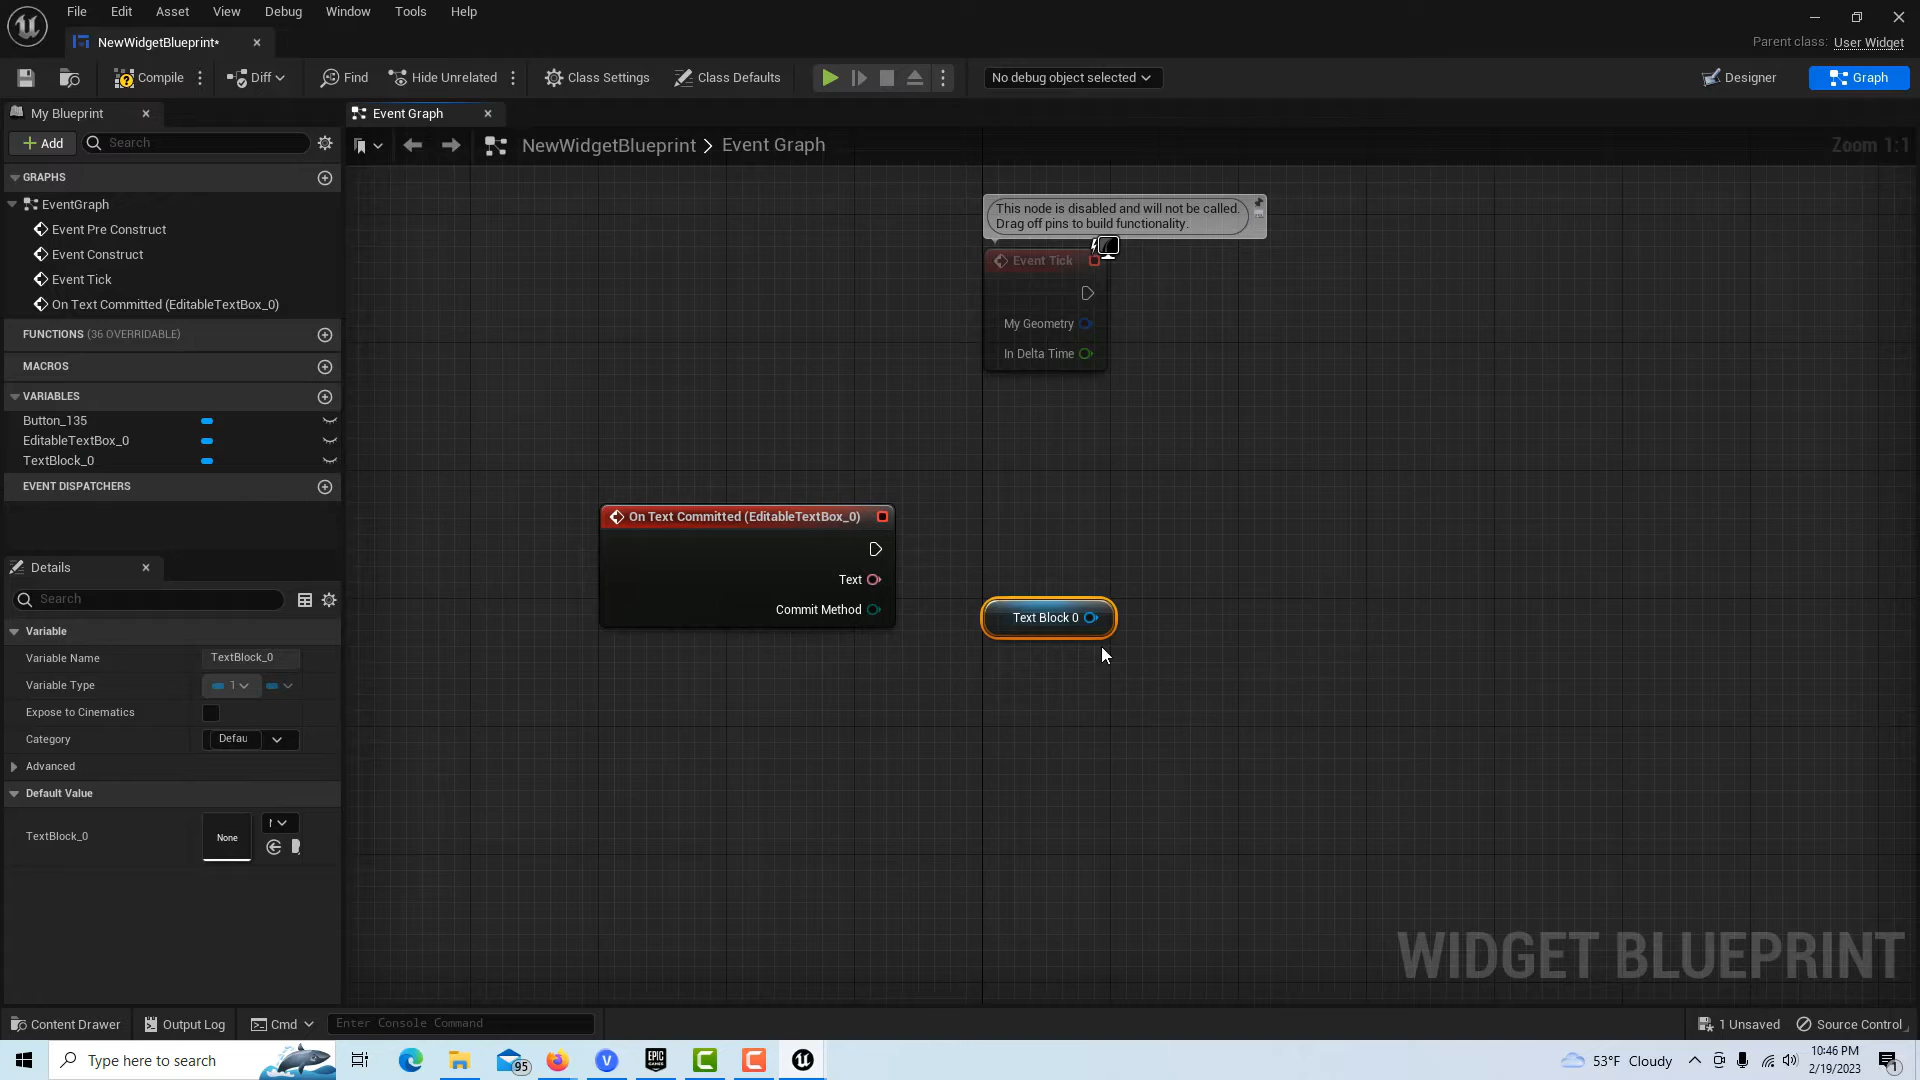 File Edit Asset View Debug Window Tools Help
NewWidgetBlueprint*
Parent class: User Widget
Compile Diff Find Hide Unrelated Class Settings Class Defaults No debug object selected Designer Graph
My Blueprint
Event Graph
Add Search
NewWidgetBlueprint > Event Graph
Zoom 1:1
GRAPHS
EventGraph
Event Pre Construct
Event Construct
Event Tick
On Text Committed (EditableTextBox_0)
FUNCTIONS (36 OVERRIDABLE)
MACROS
VARIABLES
Button_135
EditableTextBox_0
TextBlock_0
EVENT DISPATCHERS
This node is disabled and will not be called.
Drag off pins to build functionality.
Event Tick
My Geometry
In Delta Time
On Text Committed (EditableTextBox_0)
Text
Commit Method
Text Block 0
Details
Search
Variable
Variable Name TextBlock_0
Variable Type 1
Expose to Cinematics
Category Defau
Advanced
Default Value
TextBlock_0 None
WIDGET BLUEPRINT
Content Drawer Output Log Cmd Enter Console Command 1 Unsaved Source Control
Type here to search 95 EPIC GAMES 53°F Cloudy 10:46 PM
2/19/2023 1